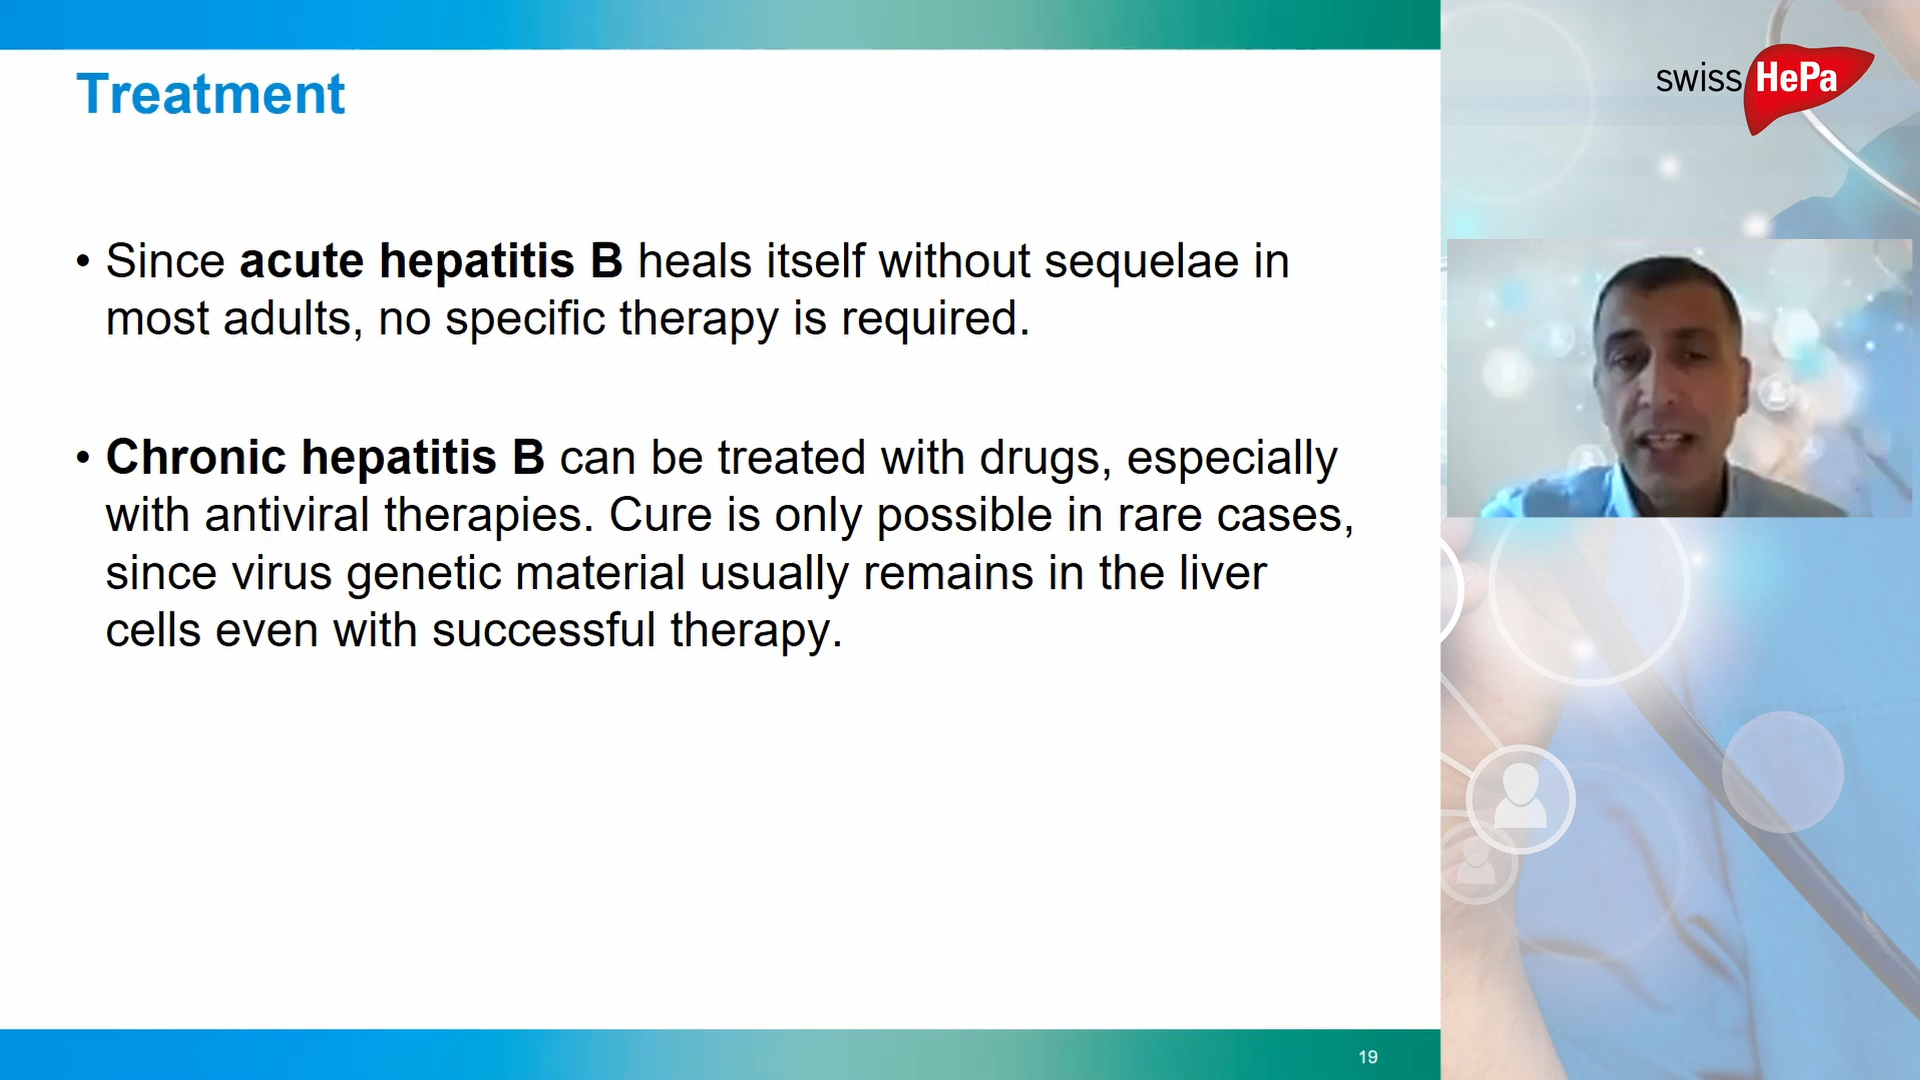 Treatment
swiss HePa
• Since acute hepatitis B heals itself without sequelae in
most adults, no specific therapy is required.
• Chronic hepatitis B can be treated with drugs, especially
with antiviral therapies. Cure is only possible in rare cases,
since virus genetic material usually remains in the liver
cells even with successful therapy.
19